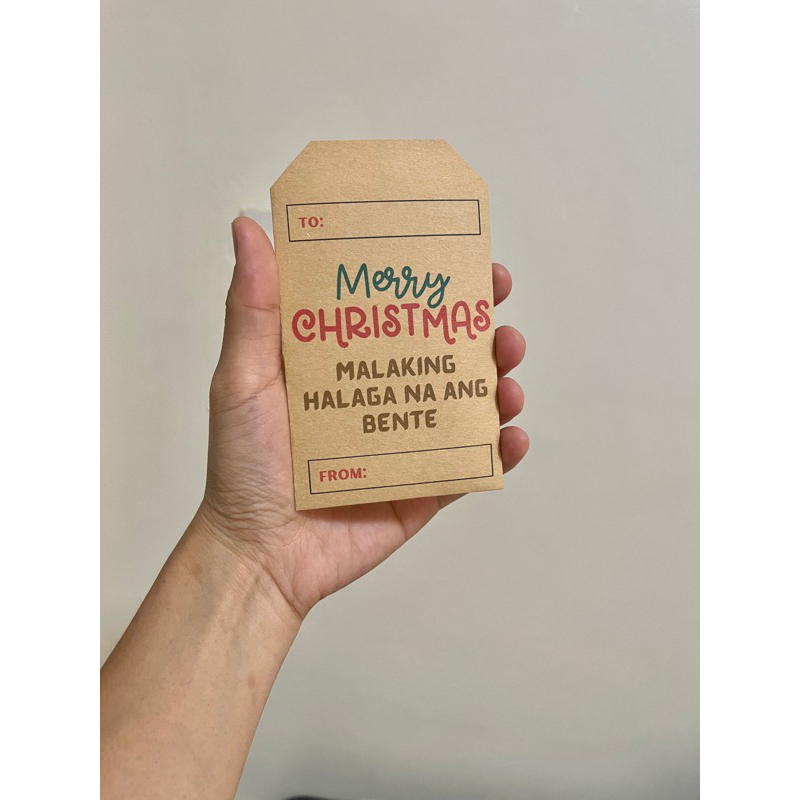 TO:
Merry
CHRISTMAS
MALAKING
HALAGA NA ANG
BENTE
FROM: